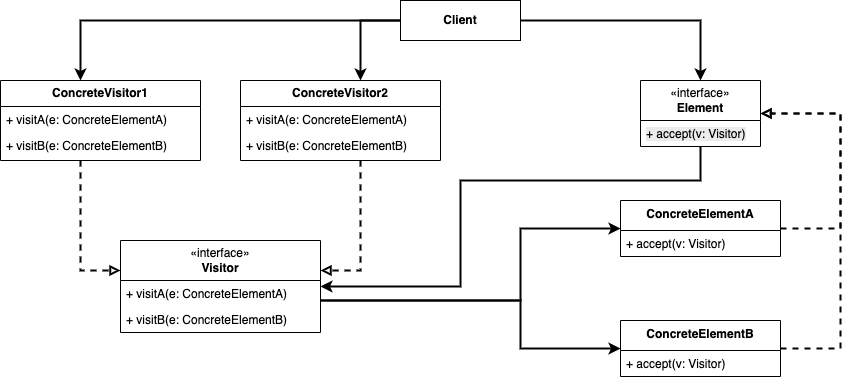 Client
ConcreteVisitor1
+ visitA(e: ConcreteElementA)
+ visitB(e: ConcreteElementB)
ConcreteVisitor2
+ visitA(e: ConcreteElementA)
+ visitB(e: ConcreteElementB)
«interface»
Element
+ accept(v: Visitor)
«interface»
Visitor
+ visitA(e: ConcreteElementA)
+ visitB(e: ConcreteElementB)
ConcreteElementA
+ accept(v: Visitor)
ConcreteElementB
+ accept(v: Visitor)